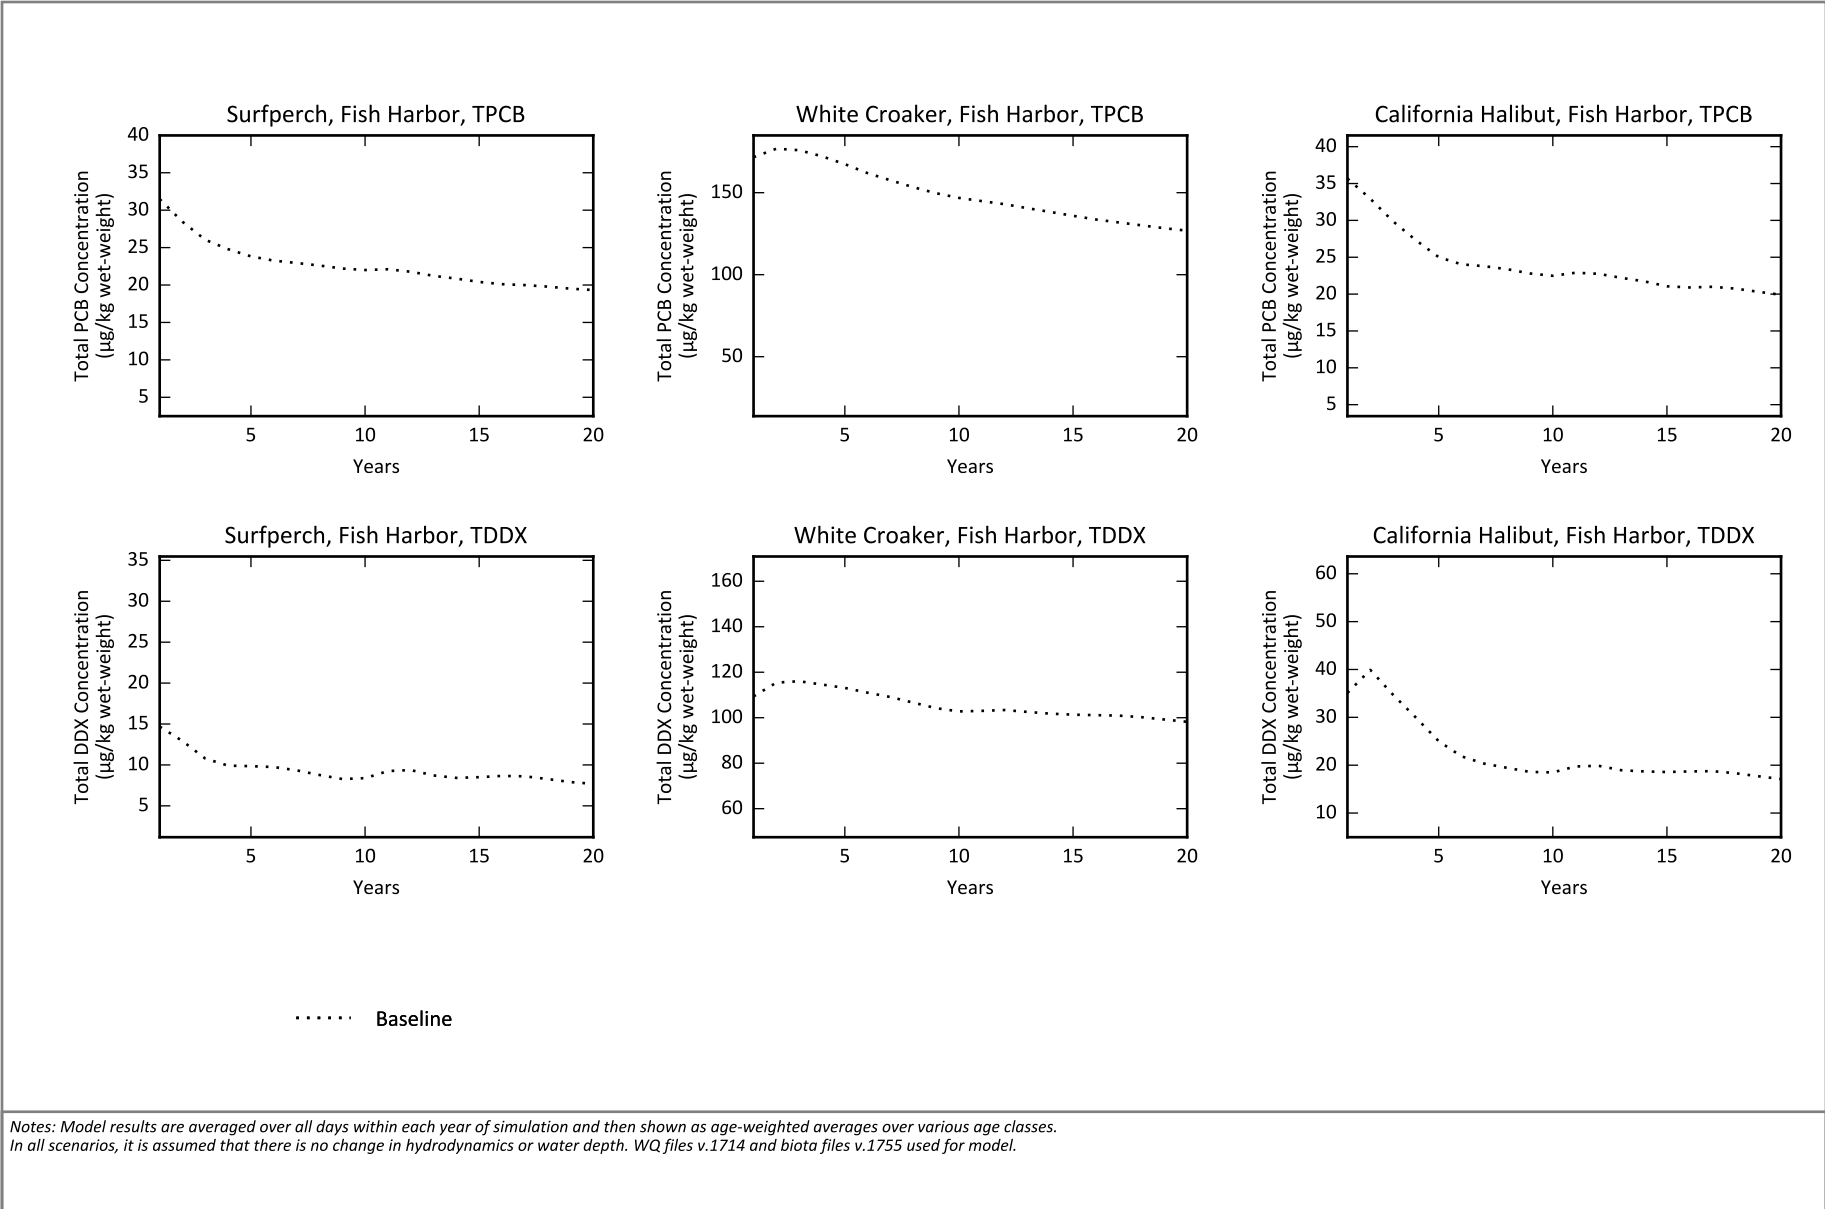 Surfperch, Fish Harbor, TPCB
Total PCB Concentration
(µg/kg wet-weight)
40
35
30
25
20
15
10
5
5 10 15 20
Years
White Croaker, Fish Harbor, TPCB
Total PCB Concentration
(µg/kg wet-weight)
150
100
50
5 10 15 20
Years
California Halibut, Fish Harbor, TPCB
Total PCB Concentration
(µg/kg wet-weight)
40
35
30
25
20
15
10
5
5 10 15 20
Years
Surfperch, Fish Harbor, TDDX
Total DDX Concentration
(µg/kg wet-weight)
35
30
25
20
15
10
5
5 10 15 20
Years
White Croaker, Fish Harbor, TDDX
Total DDX Concentration
(µg/kg wet-weight)
160
140
120
100
80
60
5 10 15 20
Years
California Halibut, Fish Harbor, TDDX
Total DDX Concentration
(µg/kg wet-weight)
60
50
40
30
20
10
5 10 15 20
Years
Baseline
Notes: Model results are averaged over all days within each year of simulation and then shown as age-weighted averages over various age classes.
In all scenarios, it is assumed that there is no change in hydrodynamics or water depth. WQ files v.1714 and biota files v.1755 used for model.